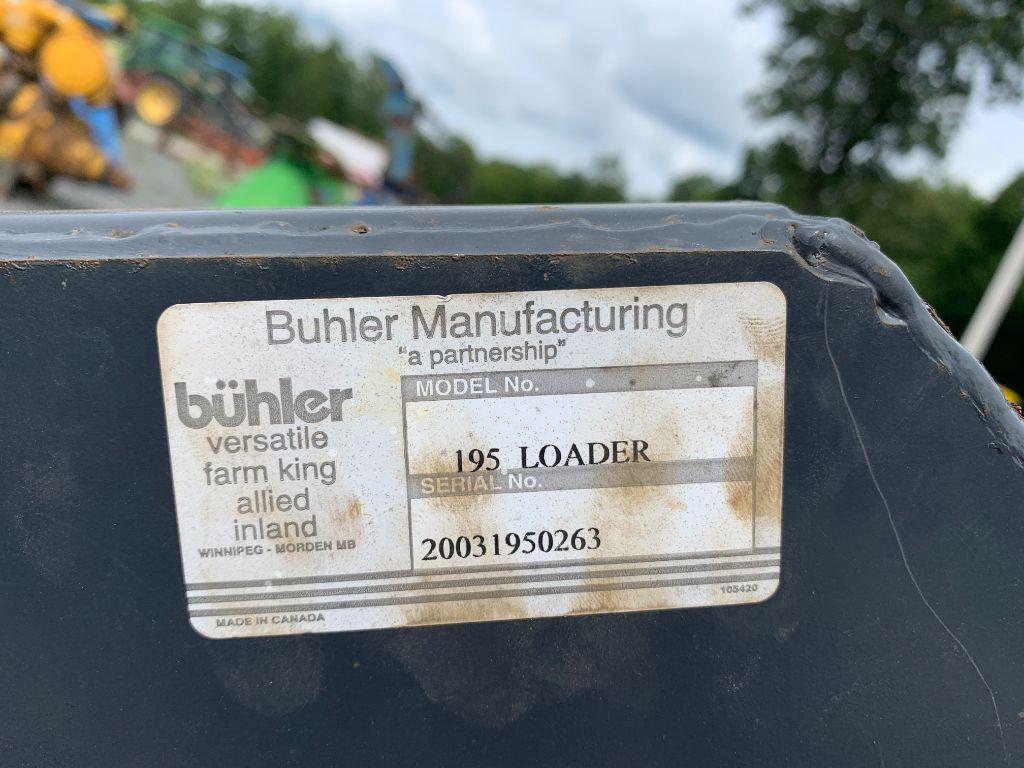 Buhler Manufacturing
"a partnership"
bühler
versatile
farm king
allied
inland
WINNIPEG - MORDEN MB
MODEL No.
195 LOADER
SERIAL No.
20031950263
MADE IN CANADA
105420